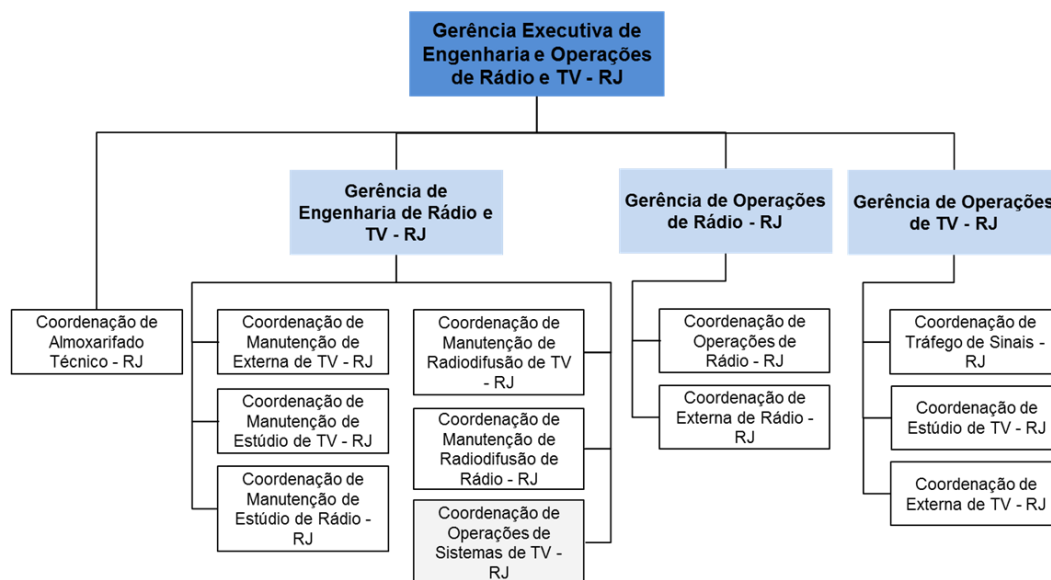 Gerência Executiva de
Engenharia e Operações
de Rádio e TV - RJ
Gerência de
Engenharia de Rádio e
TV - RJ
Gerência de Operações
de Rádio - RJ
Gerência de Operações
de TV - RJ
Coordenação de
Almoxarifado
Técnico - RJ
Coordenação de
Manutenção de
Externa de TV - RJ
Coordenação de
Manutenção de
Estúdio de TV - RJ
Coordenação de
Manutenção de
Estúdio de Rádio -
RJ
Coordenação de
Manutenção de
Radiodifusão de TV
- RJ
Coordenação de
Manutenção de
Radiodifusão de
Rádio - RJ
Coordenação de
Operações de
Sistemas de TV -
RJ
Coordenação de
Operações de
Rádio - RJ
Coordenação de
Externa de Rádio -
RJ
Coordenação de
Tráfego de Sinais -
RJ
Coordenação de
Estúdio de TV - RJ
Coordenação de
Externa de TV - RJ